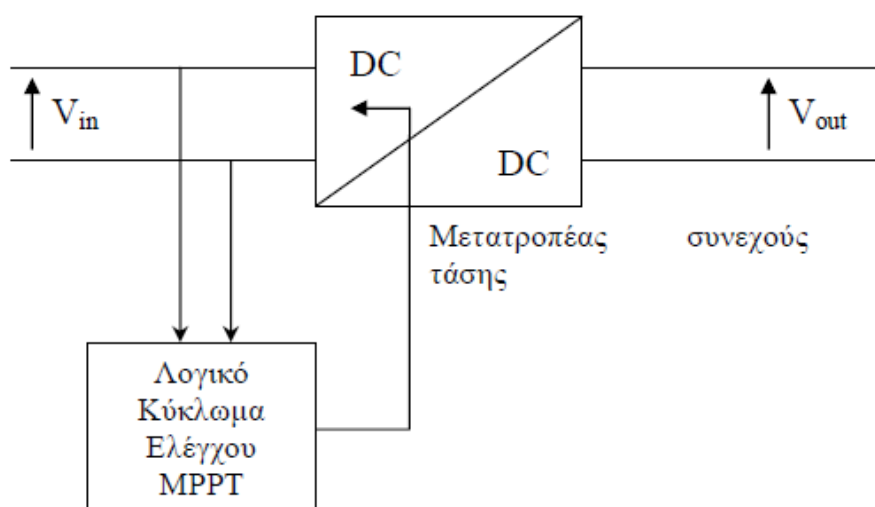 DC
V_in
V_out
DC
Μετατροπέας συνεχούς
τάσης
Λογικό
Κύκλωμα
Ελέγχου
MPPT